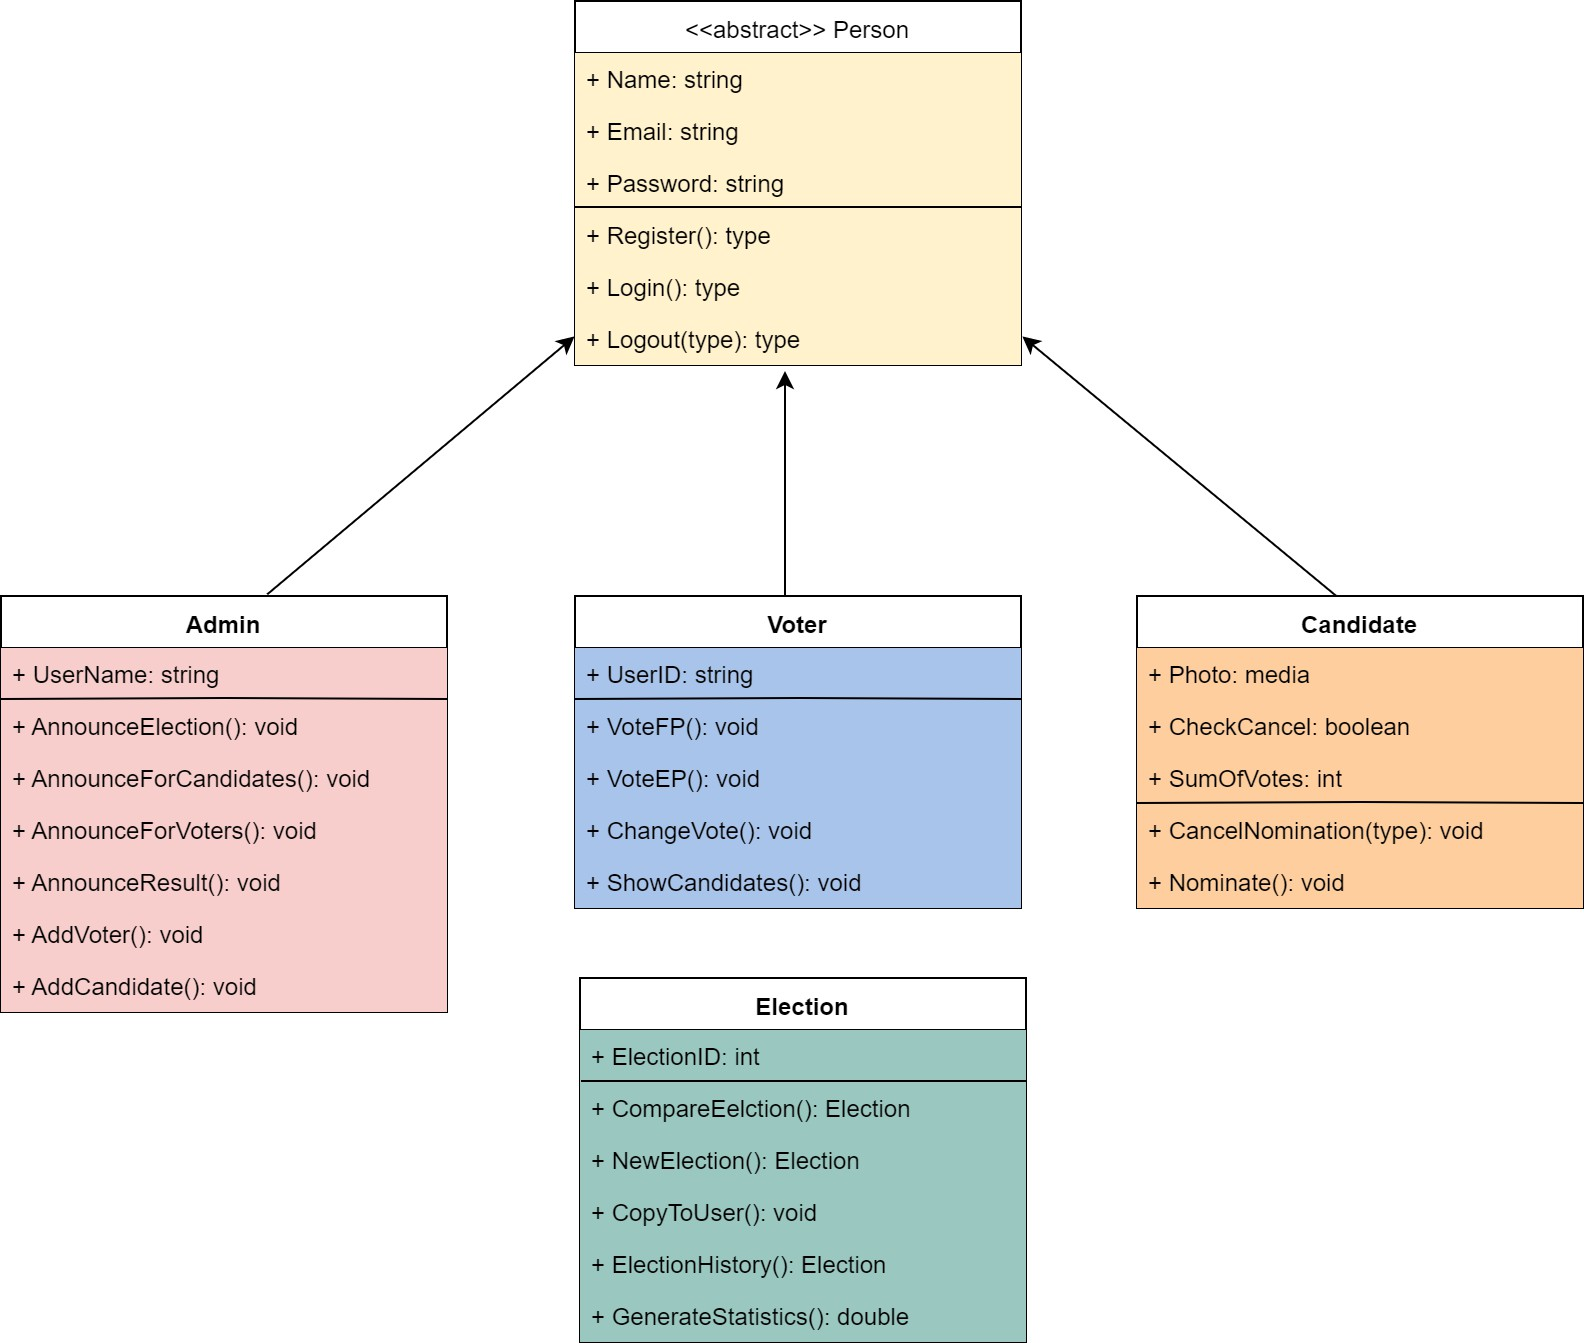 <<abstract>> Person
+ Name: string
+ Email: string
+ Password: string
+ Register(): type
+ Login(): type
+ Logout(type): type
Admin
+ UserName: string
+ AnnounceElection(): void
+ AnnounceForCandidates(): void
+ AnnounceForVoters(): void
+ AnnounceResult(): void
+ AddVoter(): void
+ AddCandidate(): void
Voter
+ UserID: string
+ VoteFP(): void
+ VoteEP(): void
+ ChangeVote(): void
+ ShowCandidates(): void
Candidate
+ Photo: media
+ CheckCancel: boolean
+ SumOfVotes: int
+ CancelNomination(type): void
+ Nominate(): void
Election
+ ElectionID: int
+ CompareEelction(): Election
+ NewElection(): Election
+ CopyToUser(): void
+ ElectionHistory(): Election
+ GenerateStatistics(): double